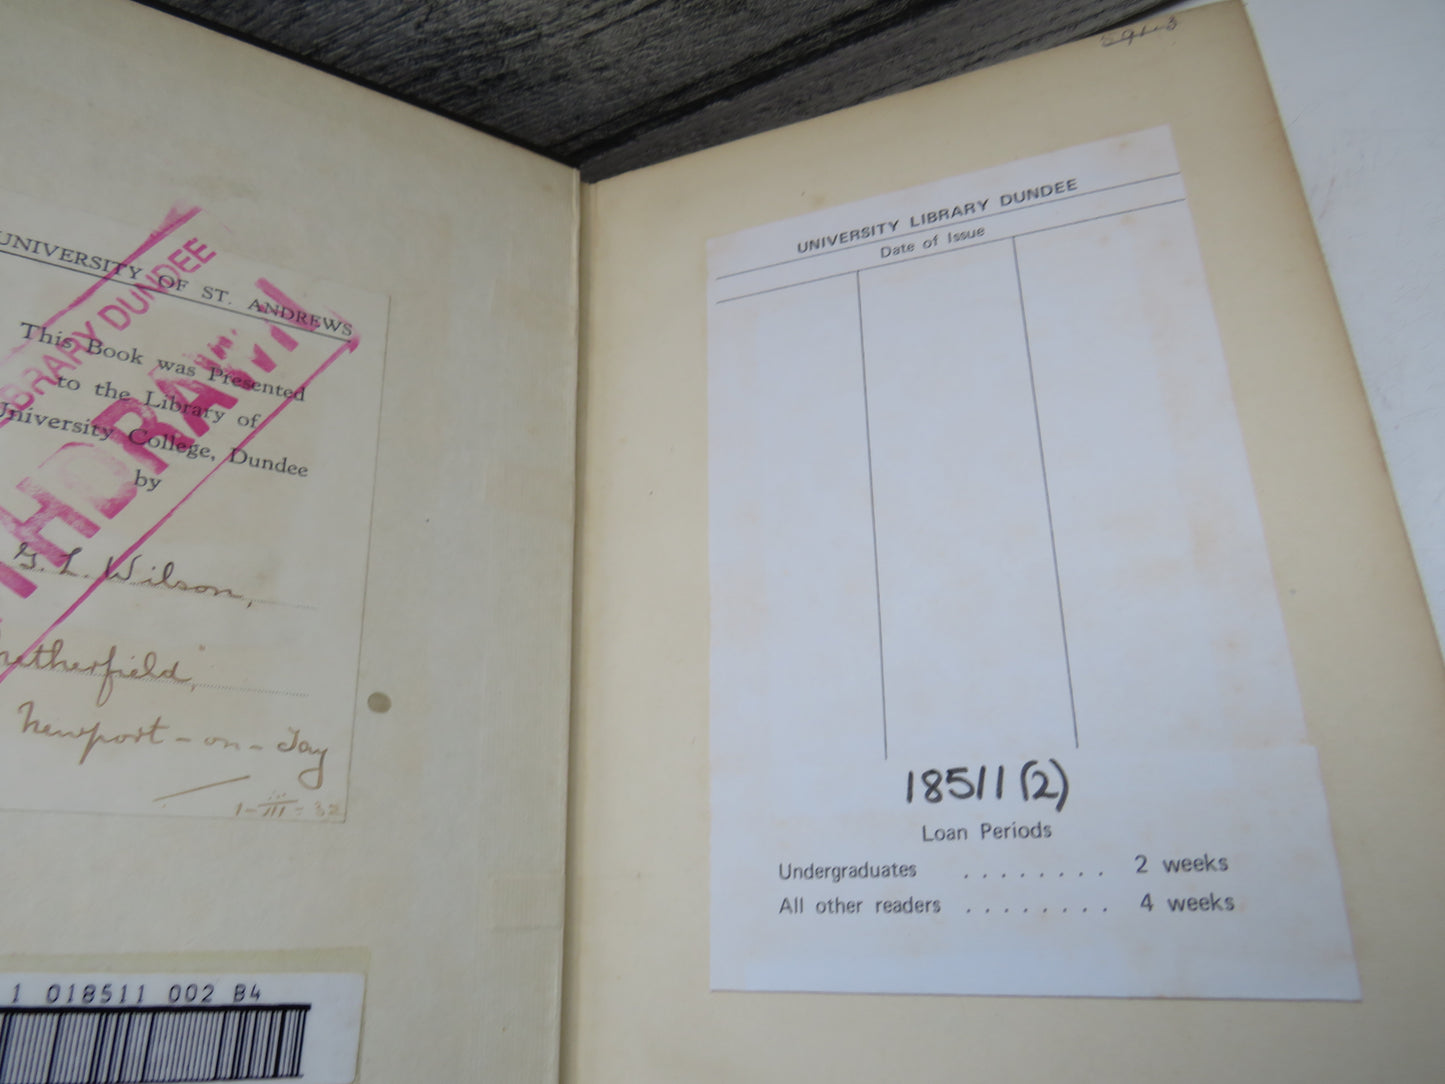 UNIVERSITY OF ST. ANDREWS
This Book was Presented
to the Library of
University College, Dundee
by
G. L. Wilson,
Netherfield",
Newport-on-Tay
1-III-32
LIBRARY DUNDEE
THDRAWN
1 018511 002 B4
UNIVERSITY LIBRARY DUNDEE
Date of Issue
18511 (2)
Loan Periods
Undergraduates ........ 2 weeks
All other readers ........ 4 weeks